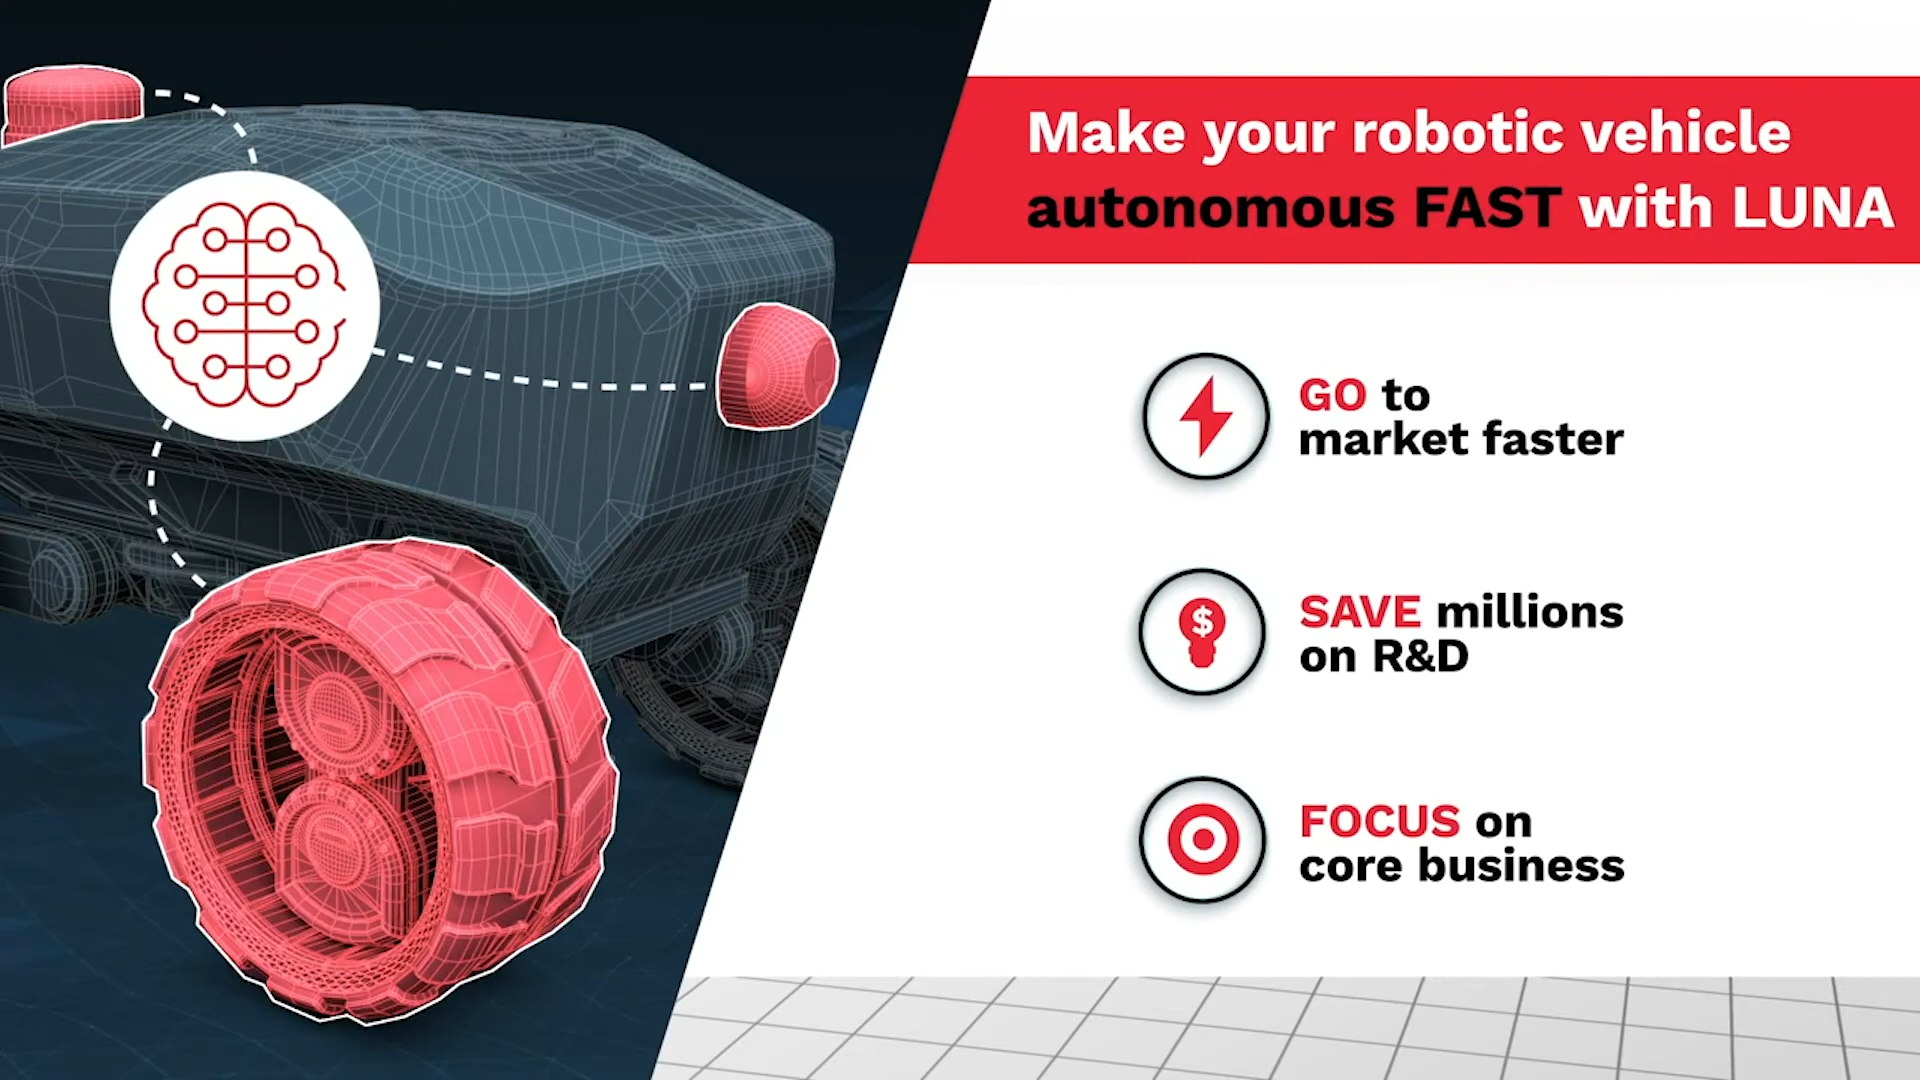 Make your robotic vehicle
autonomous FAST with LUNA
GO to
market faster
$
SAVE millions
on R&D
FOCUS on
core business